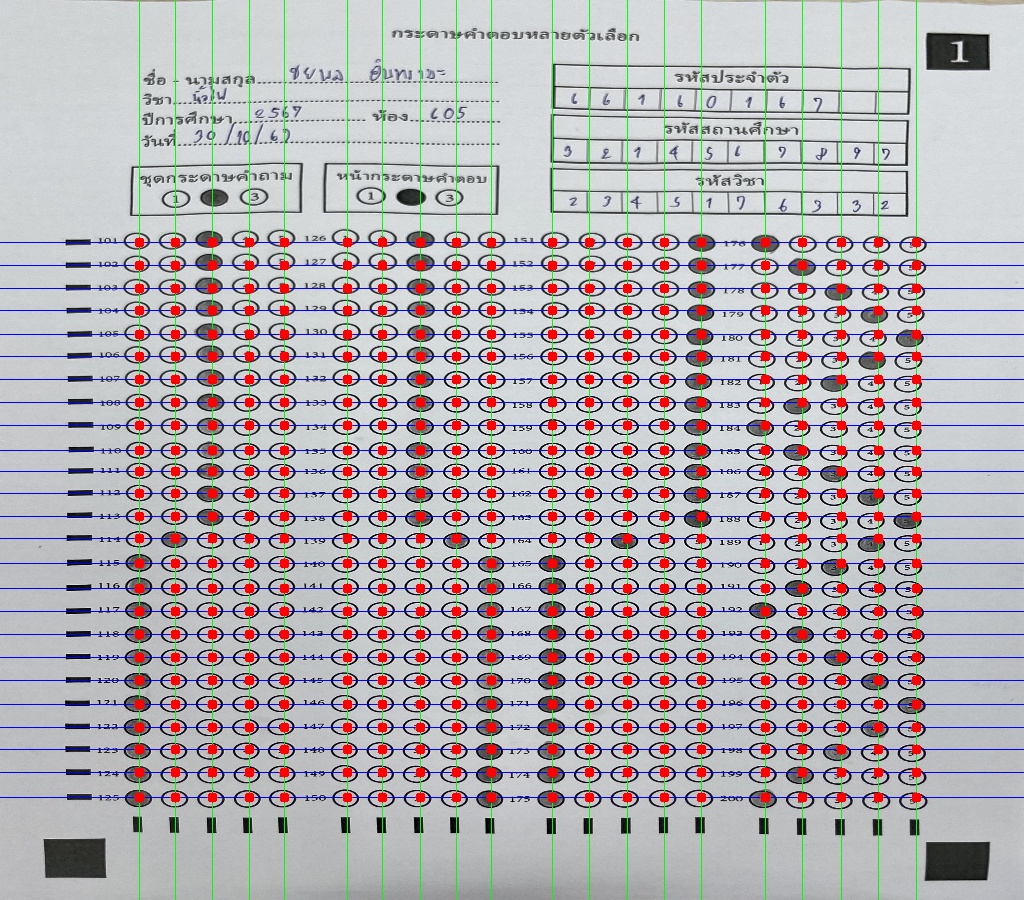 กระดาษคำตอบหลายตัวเลือก
1
ชื่อ - นามสกูล
วิชา
ปีการศึกษา 2567 ห้อง 605
วันที่ 30/10/67
รหัสประจำตัว
6 6 1 6 0 1 6 7
รหัสสถานศึกษา
3 2 1 4 5 6 7 8 9 7
รหัสวิชา
2 3 4 5 1 7 6 3 3 2
ชุดกระดาษคำถาม
1 3
หน้ากระดาษคำตอบ
1 3
101 126 151 176
102 127 152 177
103 128 153 178
104 129 154 179
105 130 155 180
106 131 156 181
107 132 157 182
108 133 158 183
109 134 159 184
110 135 160 185
111 136 161 186
112 137 162 187
113 138 163 188
114 139 164 189
115 140 165 190
116 141 166 191
117 142 167 192
118 143 168 193
119 144 169 194
120 145 170 195
121 146 171 196
122 147 172 197
123 148 173 198
124 149 174 199
125 150 175 200